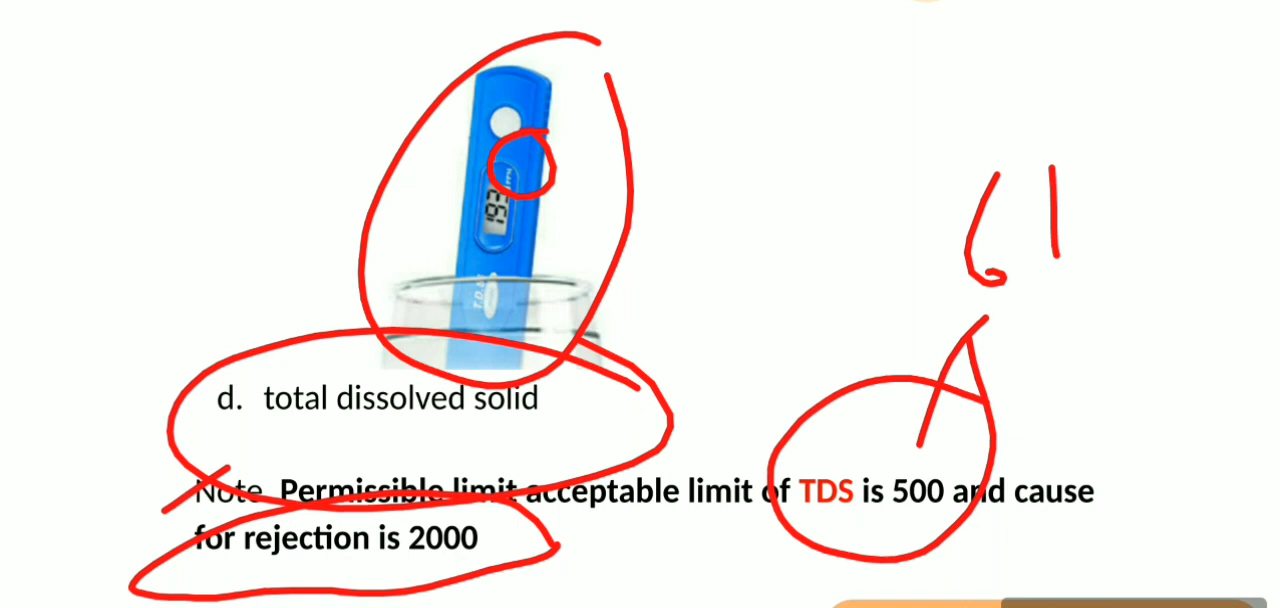 PPM
193
T.D.S
61
d. total dissolved solid
Note Permissible limit acceptable limit of TDS is 500 and cause
for rejection is 2000